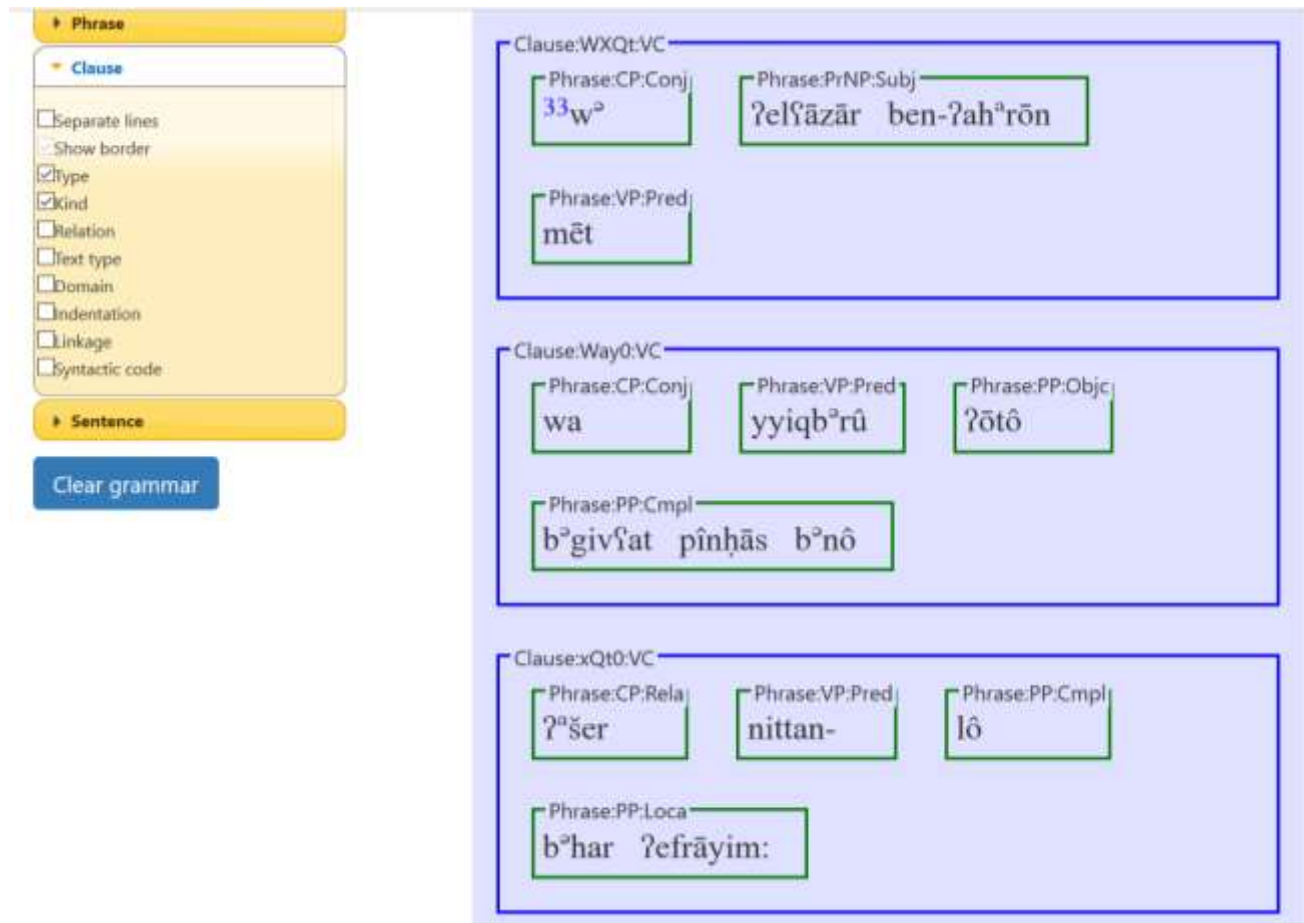 Phrase
Clause
Separate lines
Show border
Type
Kind
Relation
Text type
Domain
Indentation
Linkage
Syntactic code
Sentence
Clear grammar
Clause:WXQt:VC
Phrase:CP:Conj Phrase:PrNP:Subj
33wᵊ ʔelʕāzār ben-ʔahᵃrōn
Phrase:VP:Pred
mēt
Clause:Way0:VC
Phrase:CP:Conj Phrase:VP:Pred Phrase:PP:Objc
wa yyiqbᵊrû ʔōtô
Phrase:PP:Cmpl
bᵊgivʕat pînḥās bᵊnô
Clause:xQt0:VC
Phrase:CP:Rela Phrase:VP:Pred Phrase:PP:Cmpl
ʔᵃšer nittan- lô
Phrase:PP:Loca
bᵊhar ʔefrāyim: